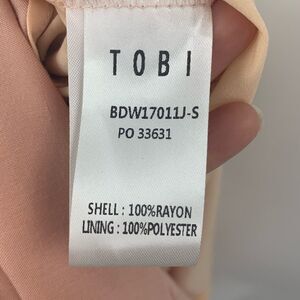 TOBI
BDW17011J-S
PO 33631
SHELL : 100%RAYON
LINING : 100%POLYESTER